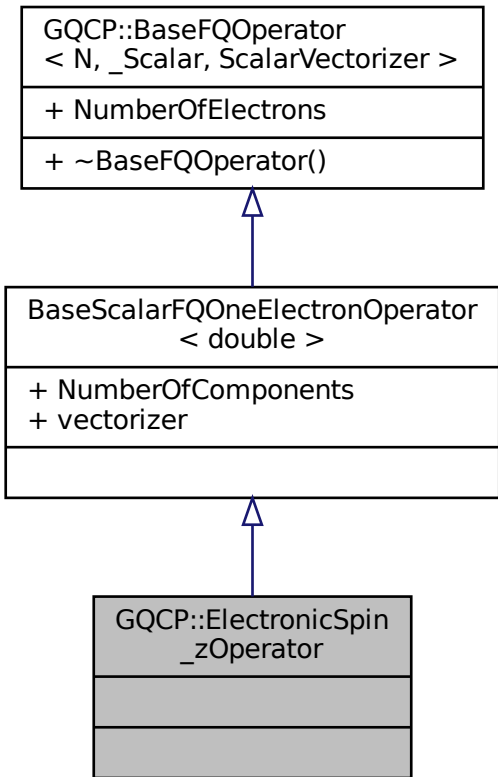 GQCP::BaseFQOperator
< N, _Scalar, ScalarVectorizer >
+ NumberOfElectrons
+ ~BaseFQOperator()
BaseScalarFQOneElectronOperator
< double >
+ NumberOfComponents
+ vectorizer
GQCP::ElectronicSpin
_zOperator